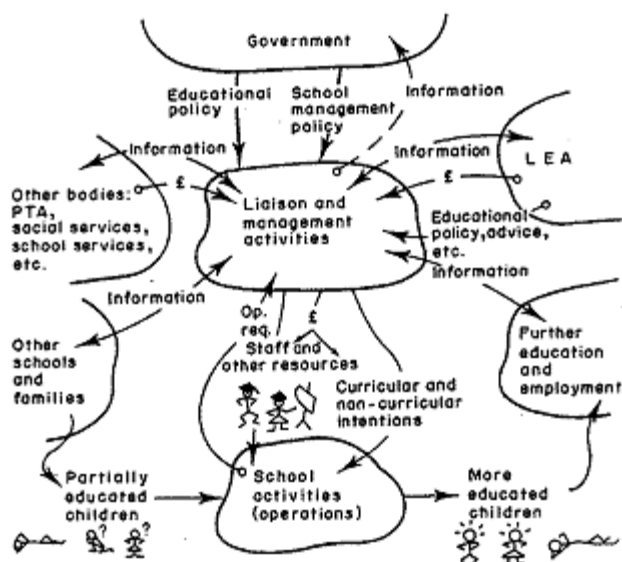 Government
Educational
policy
School
management
policy
Information
Information
Information
LEA
£
£
Other bodies:
PTA,
social services,
school services,
etc.
Liaison and
management
activities
Educational
policy, advice,
etc.
Information
Information
Op.
req.
£
Other
schools
and
families
Staff and
other resources
Further
education
and
employment
Curricular and
non-curricular
intentions
Partially
educated
children
School
activities
(operations)
More
educated
children
?
?